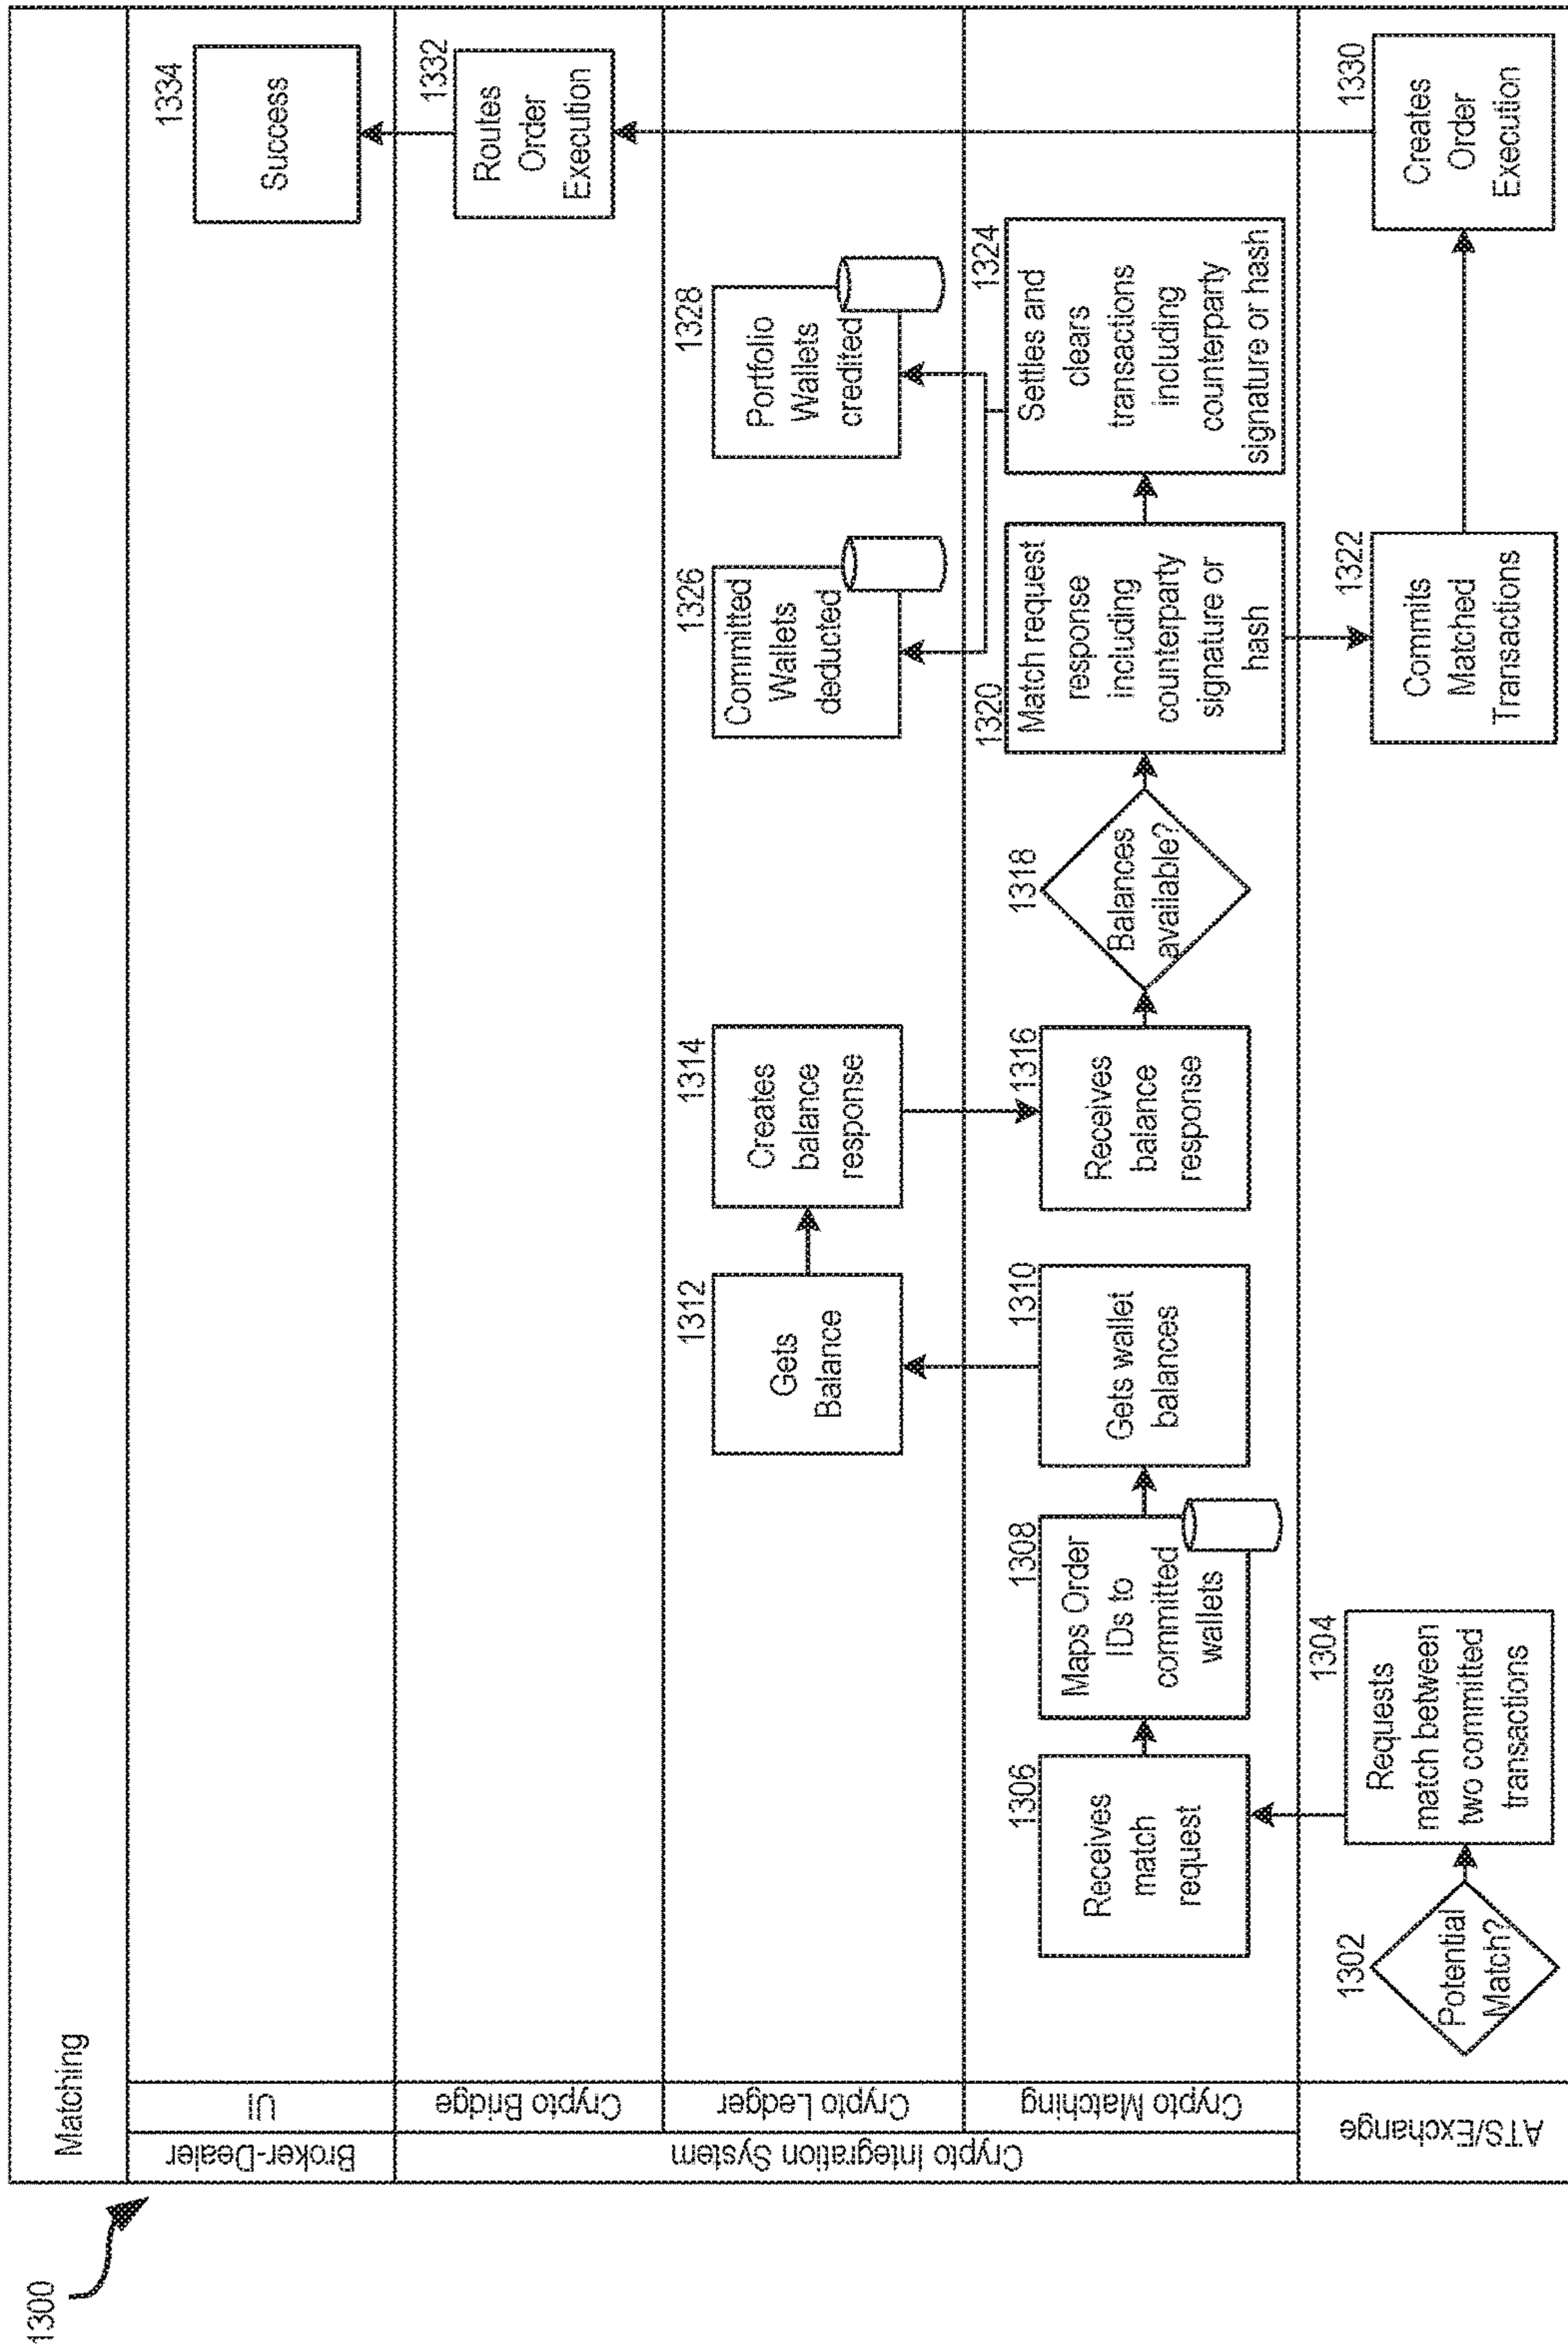 1300
Matching
Broker-Dealer
UI
Crypto Integration System
Crypto Bridge
Crypto Ledger
Crypto Matching
ATS/Exchange
1334
Success
1332
Routes
Order
Execution
1312
Gets
Balance
1314
Creates
balance
response
1326
Committed
Wallets
deducted
1328
Portfolio
Wallets
credited
1306
Receives
match
request
1308
Maps Order
IDs to
committed
wallets
1310
Gets wallet
balances
1316
Receives
balance
response
1318
Balances
available?
1320
Match request
response
including
counterparty
signature or
hash
1324
Settles and
clears
transactions
including
counterparty
signature or hash
1302
Potential
Match?
1304
Requests
match between
two committed
transactions
1322
Commits
Matched
Transactions
1330
Creates
Order
Execution